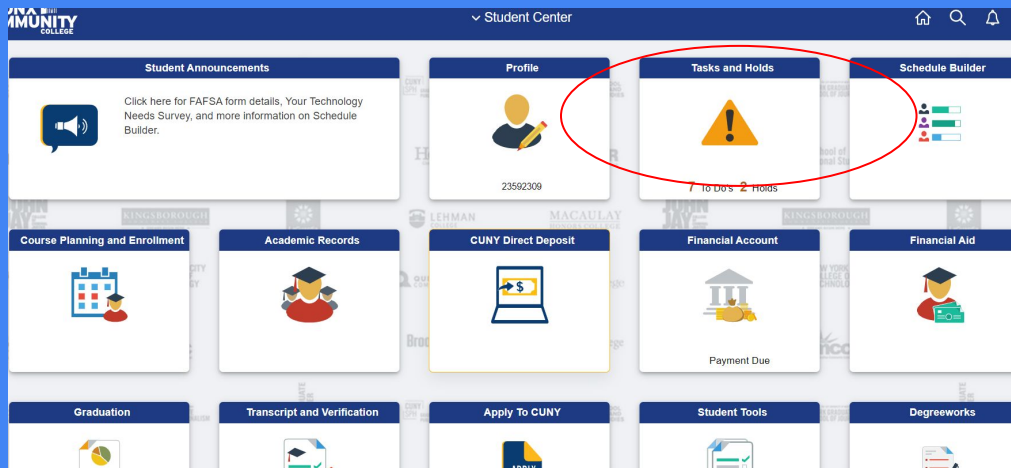 MMUNITY
COLLEGE
Student Center
Student Announcements
Profile
Tasks and Holds
Schedule Builder
Click here for FAFSA form details, Your Technology
Needs Survey, and more information on Schedule
Builder.
23592309
7 To Do's 2 Holds
KINGSBOROUGH
LEHMAN
MACAULAY
KINGSBOROUGH
Course Planning and Enrollment
Academic Records
CUNY Direct Deposit
Financial Account
Financial Aid
Payment Due
Graduation
Transcript and Verification
Apply To CUNY
Student Tools
Degreeworks
APPLY